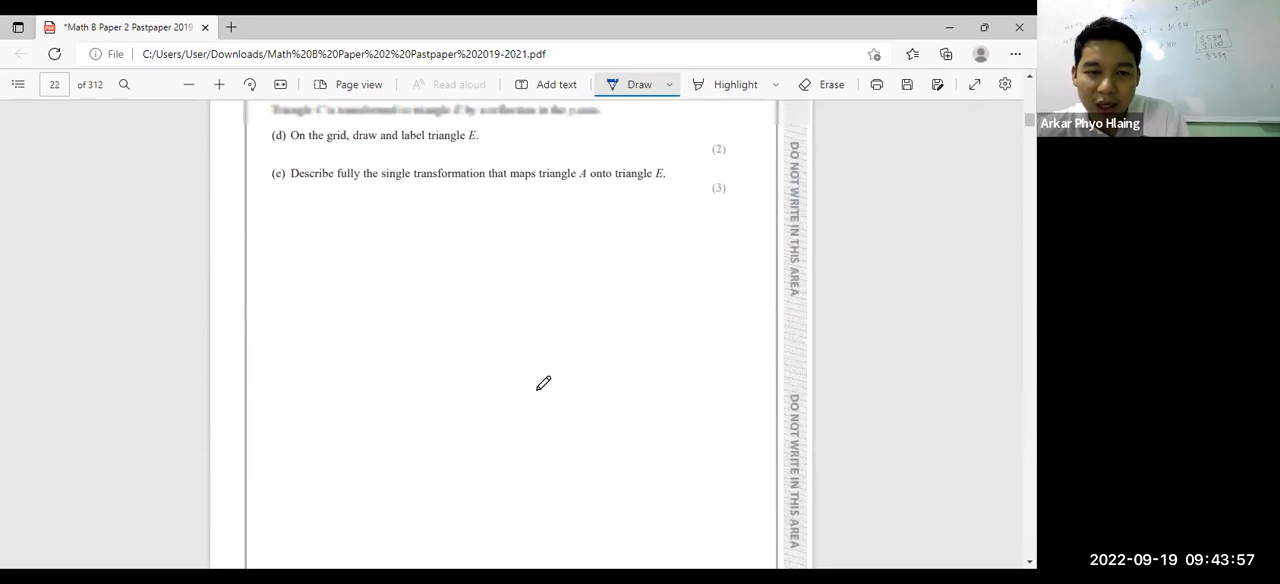 *Math B Paper 2 Pastpaper 2019
File
C:/Users/User/Downloads/Math%20B%20Paper%202%20Pastpaper%202019-2021.pdf
22 of 312
Page view
Read aloud
Add text
Draw
Highlight
Erase
(d) On the grid, draw and label triangle E.
(2)
(e) Describe fully the single transformation that maps triangle A onto triangle E.
(3)
DO NOT WRITE IN THIS AREA
DO NOT WRITE IN THIS AREA
Arkar Phyo Hlaing
2022-09-19 09:43:57